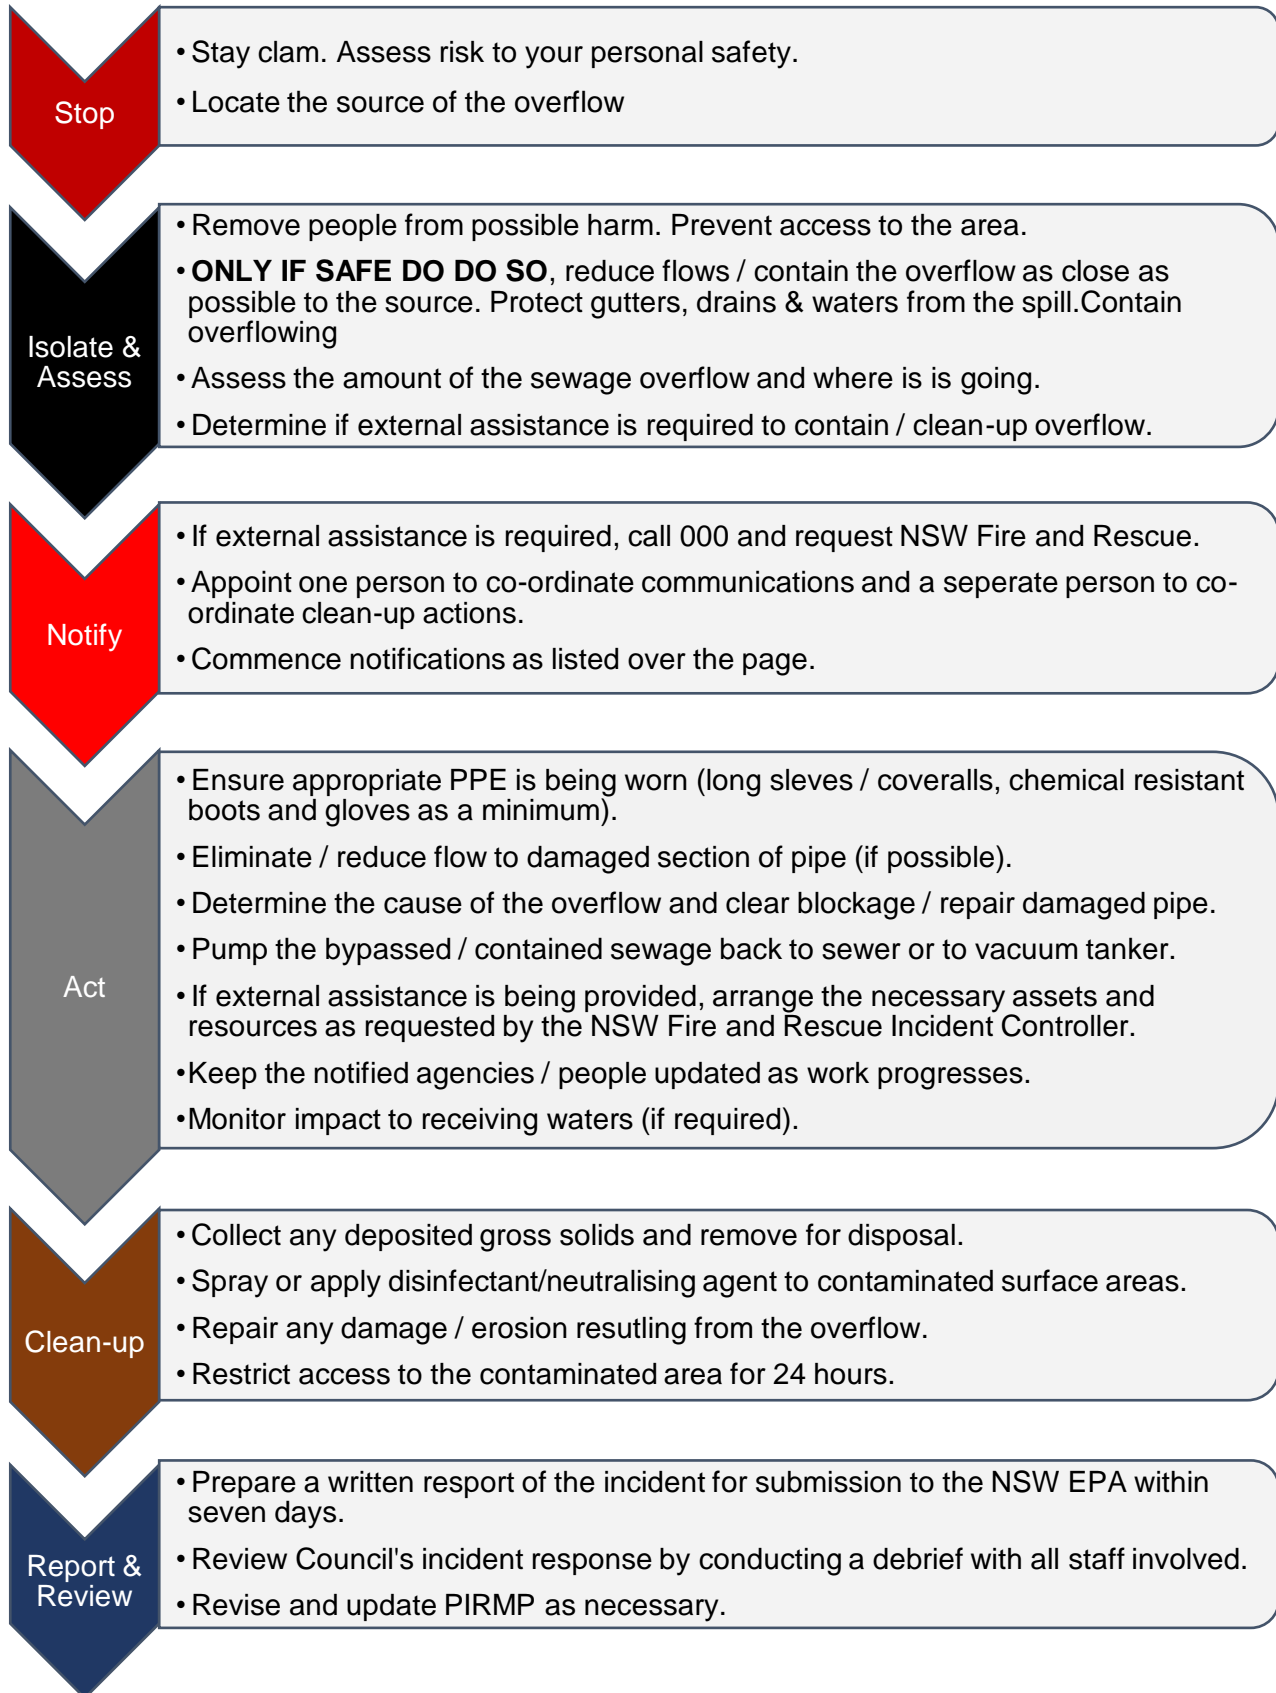 Stop
• Stay clam. Assess risk to your personal safety.
• Locate the source of the overflow
Isolate &
Assess
• Remove people from possible harm. Prevent access to the area.
• ONLY IF SAFE DO DO SO, reduce flows / contain the overflow as close as
possible to the source. Protect gutters, drains & waters from the spill.Contain
overflowing
• Assess the amount of the sewage overflow and where is is going.
• Determine if external assistance is required to contain / clean-up overflow.
Notify
• If external assistance is required, call 000 and request NSW Fire and Rescue.
• Appoint one person to co-ordinate communications and a seperate person to co-
ordinate clean-up actions.
• Commence notifications as listed over the page.
Act
• Ensure appropriate PPE is being worn (long sleves / coveralls, chemical resistant
boots and gloves as a minimum).
• Eliminate / reduce flow to damaged section of pipe (if possible).
• Determine the cause of the overflow and clear blockage / repair damaged pipe.
• Pump the bypassed / contained sewage back to sewer or to vacuum tanker.
• If external assistance is being provided, arrange the necessary assets and
resources as requested by the NSW Fire and Rescue Incident Controller.
• Keep the notified agencies / people updated as work progresses.
• Monitor impact to receiving waters (if required).
Clean-up
• Collect any deposited gross solids and remove for disposal.
• Spray or apply disinfectant/neutralising agent to contaminated surface areas.
• Repair any damage / erosion resutling from the overflow.
• Restrict access to the contaminated area for 24 hours.
Report &
Review
• Prepare a written resport of the incident for submission to the NSW EPA within
seven days.
• Review Council's incident response by conducting a debrief with all staff involved.
• Revise and update PIRMP as necessary.